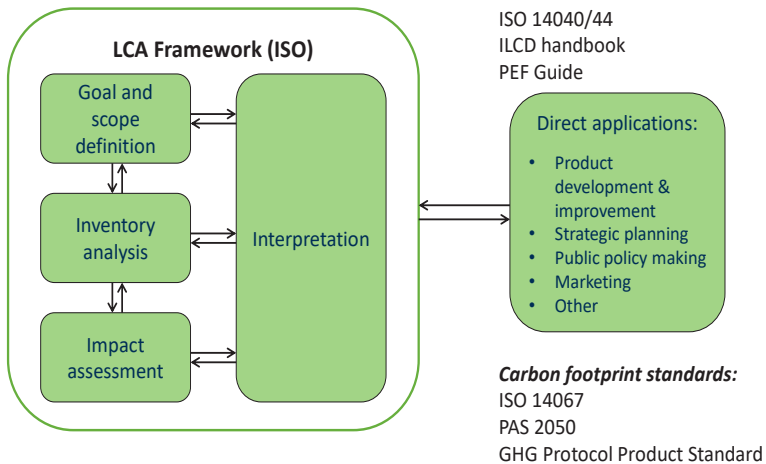 LCA Framework (ISO)
Goal and
scope
definition
Inventory
analysis
Impact
assessment
Interpretation
ISO 14040/44
ILCD handbook
PEF Guide
Direct applications:
• Product
development &
improvement
• Strategic planning
• Public policy making
• Marketing
• Other
Carbon footprint standards:
ISO 14067
PAS 2050
GHG Protocol Product Standard